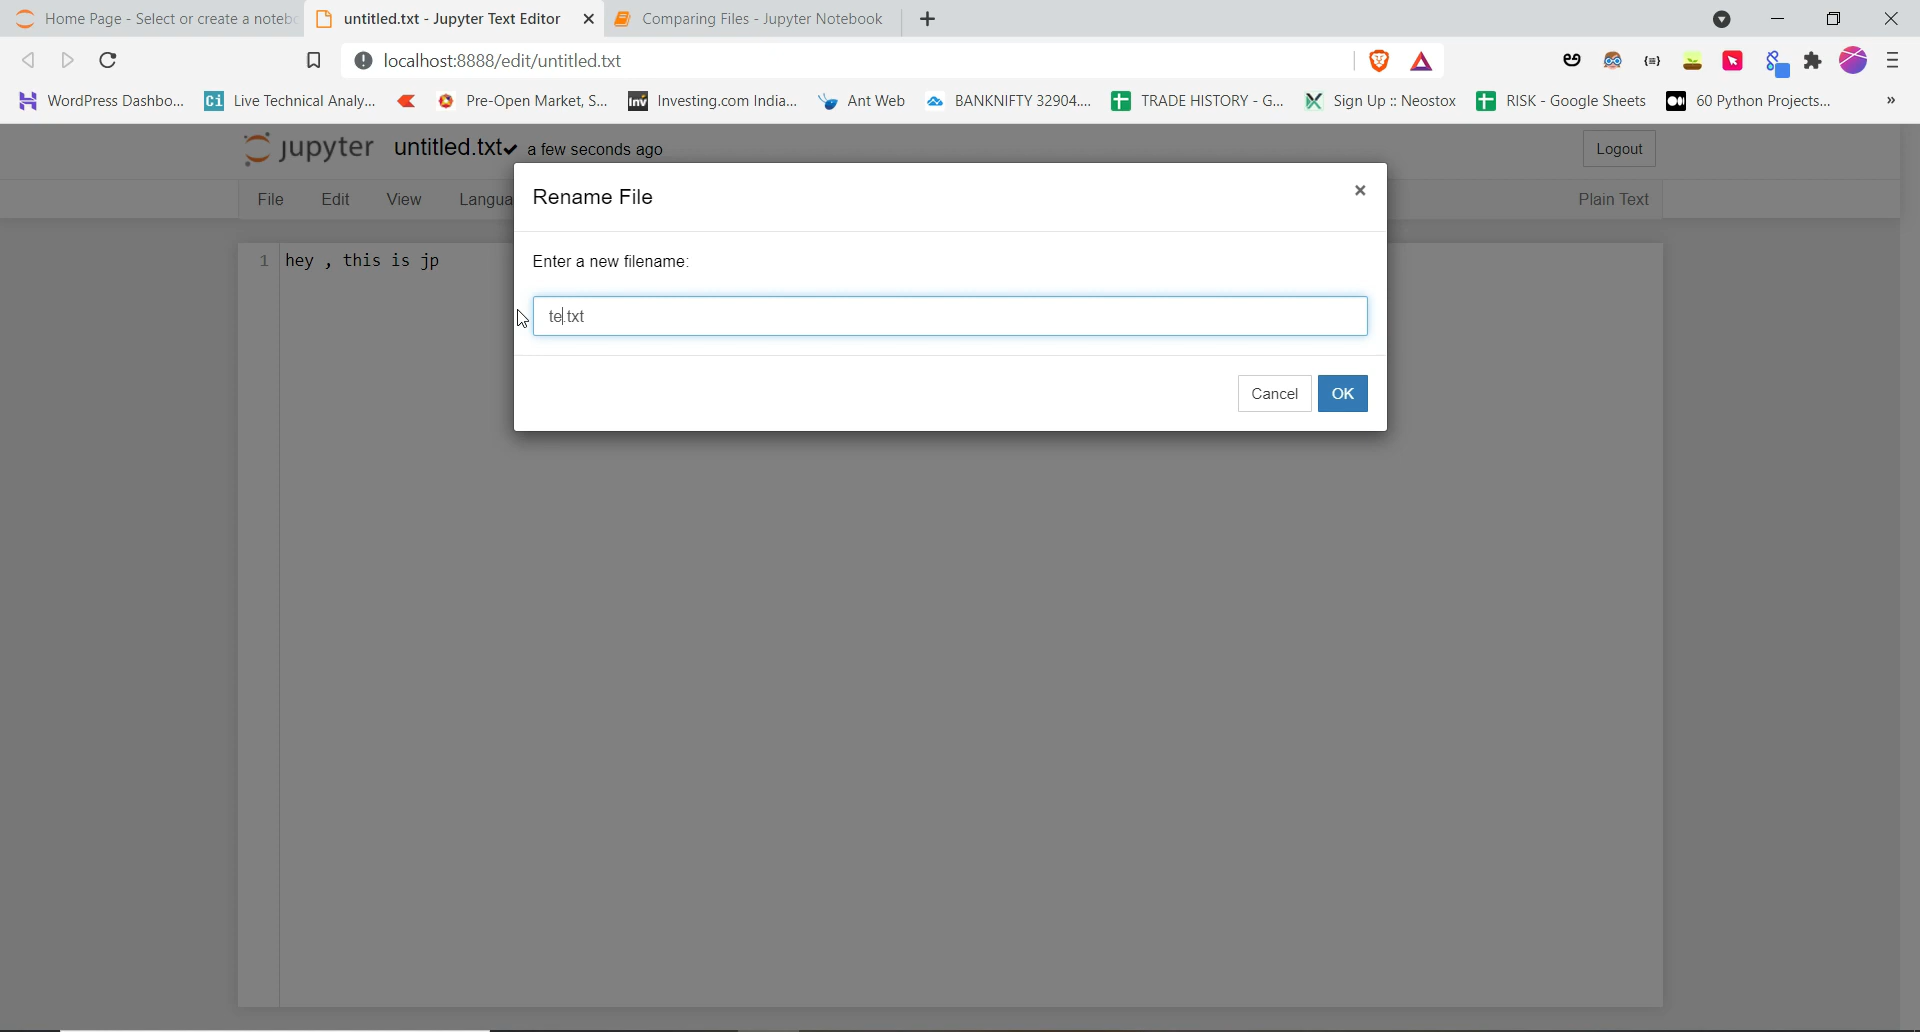 Home Page - Select or create a noteb
untitled.txt - Jupyter Text Editor
Comparing Files - Jupyter Notebook
localhost:8888/edit/untitled.txt
WordPress Dashbo...
Ci Live Technical Analy...
Pre-Open Market, S...
Inv Investing.com India...
Ant Web
BANKNIFTY 32904....
TRADE HISTORY - G...
Sign Up :: Neostox
RISK - Google Sheets
60 Python Projects...
»
jupyter untitled.txt a few seconds ago
Logout
File Edit View Langua
Plain Text
Rename File
×
1 hey , this is jp
Enter a new filename:
te.txt
Cancel OK